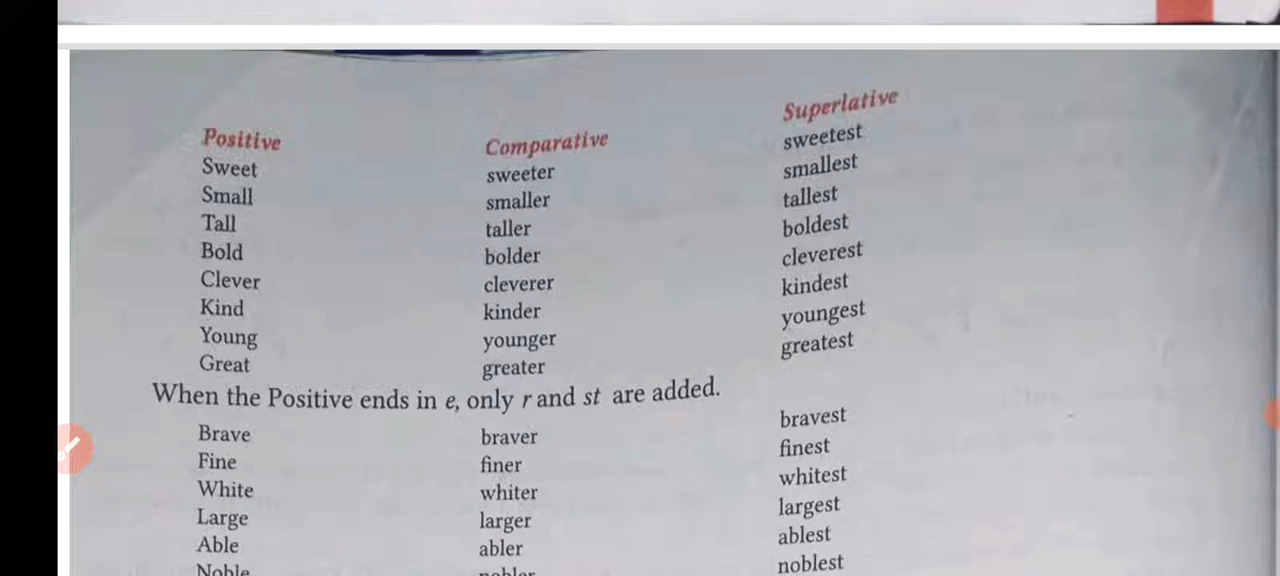 Positive Comparative Superlative
Sweet sweeter sweetest
Small smaller smallest
Tall taller tallest
Bold bolder boldest
Clever cleverer cleverest
Kind kinder kindest
Young younger youngest
Great greater greatest
When the Positive ends in e, only r and st are added.
Brave braver bravest
Fine finer finest
White whiter whitest
Large larger largest
Able abler ablest
Noble nobler noblest